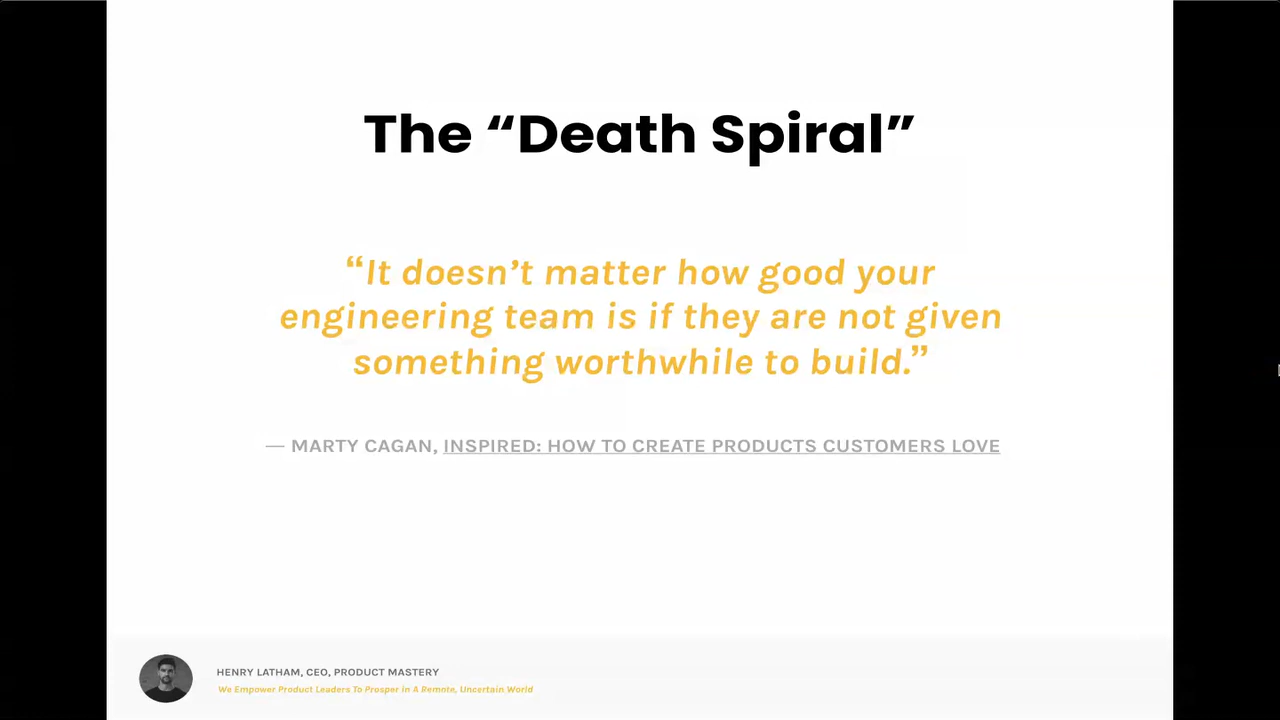 The “Death Spiral”
“It doesn’t matter how good your
engineering team is if they are not given
something worthwhile to build.”
— MARTY CAGAN, INSPIRED: HOW TO CREATE PRODUCTS CUSTOMERS LOVE
HENRY LATHAM, CEO, PRODUCT MASTERY
We Empower Product Leaders To Prosper in A Remote, Uncertain World